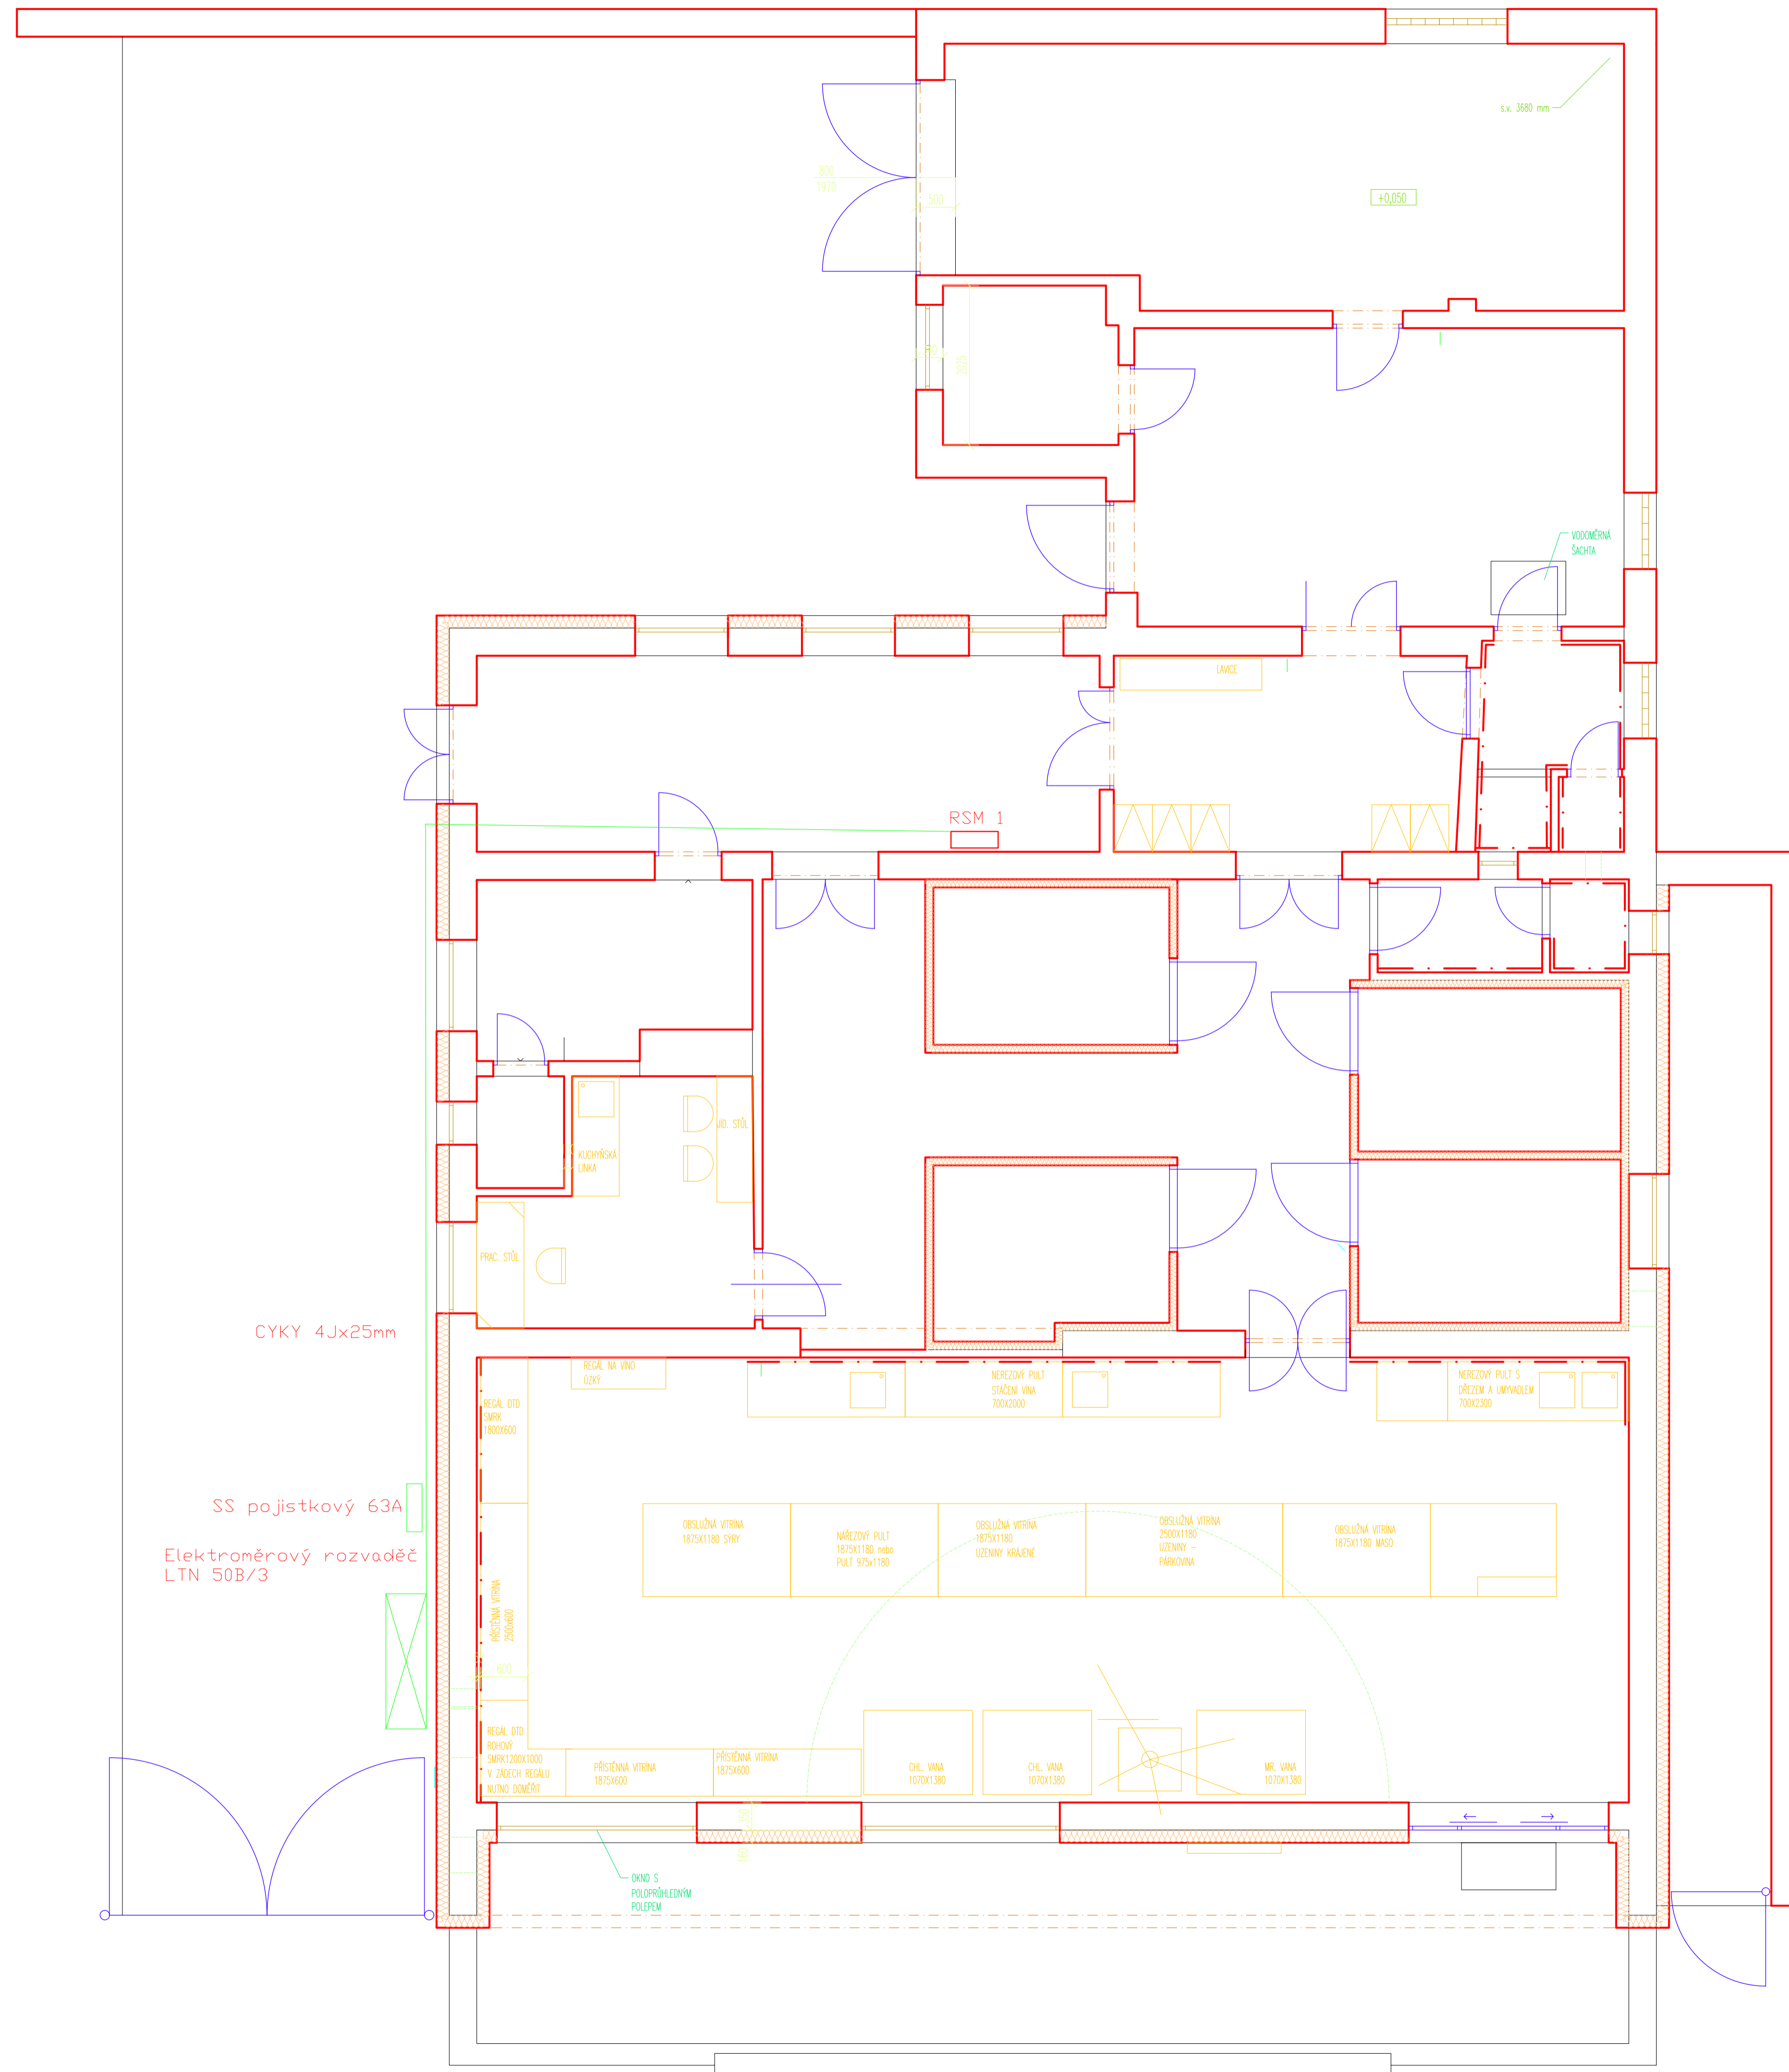 s.v. 3680 mm
800
1970
500
+0,050
2025
VODOMĚRNÁ
ŠACHTA
LAVICE
RSM 1
JÍD. STŮL
KUCHYŇSKÁ
LINKA
PRAC. STŮL
CYKY 4Jx25mm
REGÁL NA VÍNO
ÚZKÝ
REGÁL DTD
SMRK
1800X600
NEREZOVÝ PULT
STÁČENÍ VÍNA
700X2000
NEREZOVÝ PULT S
DŘEZEM A UMYVADLEM
700X2300
SS pojistkový 63A
Elektroměrový rozvaděč
LTN 50B/3
OBSLUŽNÁ VITRÍNA
1875X1180 SÝRY
NÁŘEZOVÝ PULT
1875X1180 nebo
PULT 975x1180
OBSLUŽNÁ VITRÍNA
1875X1180
UZENINY KRÁJENÉ
OBSLUŽNÁ VITRÍNA
2500X1180
UZENINY -
PÁRKOVINA
OBSLUŽNÁ VITRÍNA
1875X1180 MASO
PŘÍSTĚNNÁ VITRÍNA
2500x600
600
REGÁL DTD
ROHOVÝ
SMRK1200X1000
V ZÁDECH REGÁLU
NUTNO DOMĚŘIT
PŘÍSTĚNNÁ VITRÍNA
1875X600
PŘÍSTĚNNÁ VITRÍNA
1875X600
CHL. VANA
1070X1380
CHL. VANA
1070X1380
MR. VANA
1070X1380
350
160
OKNO S
POLOPRŮHLEDNÝM
POLEPEM